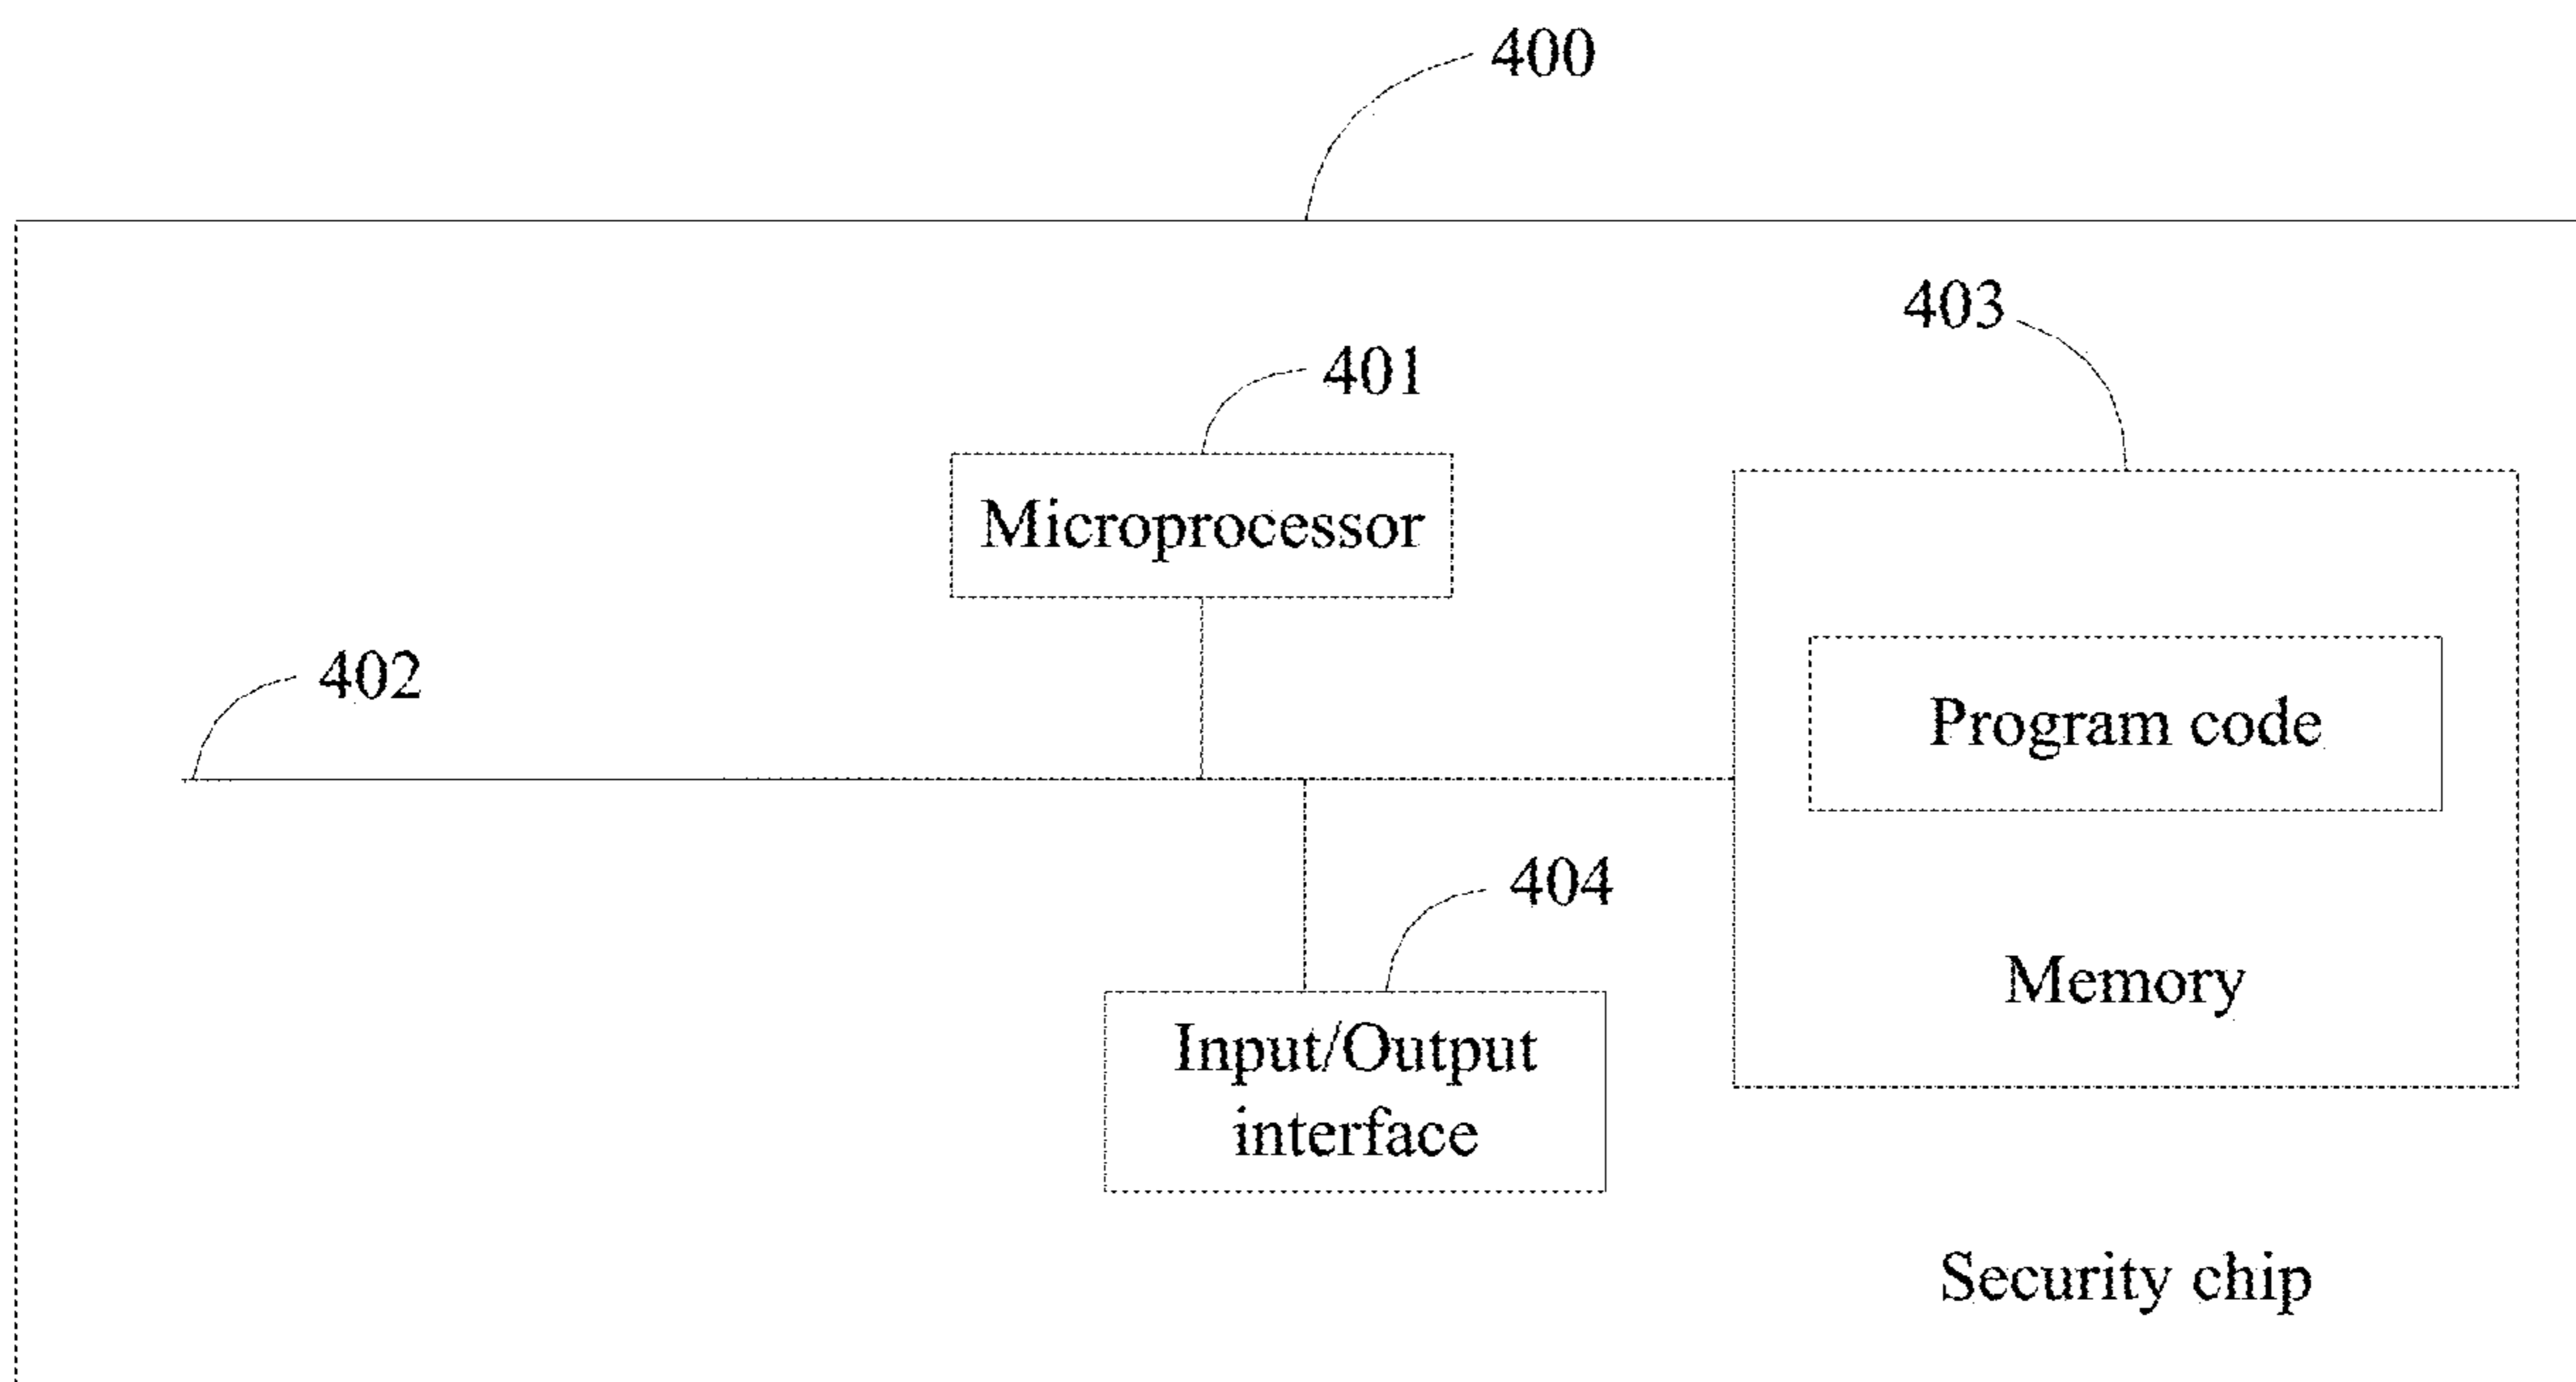 400
403
401
Microprocessor
402
Program code
404
Memory
Input/Output
interface
Security chip